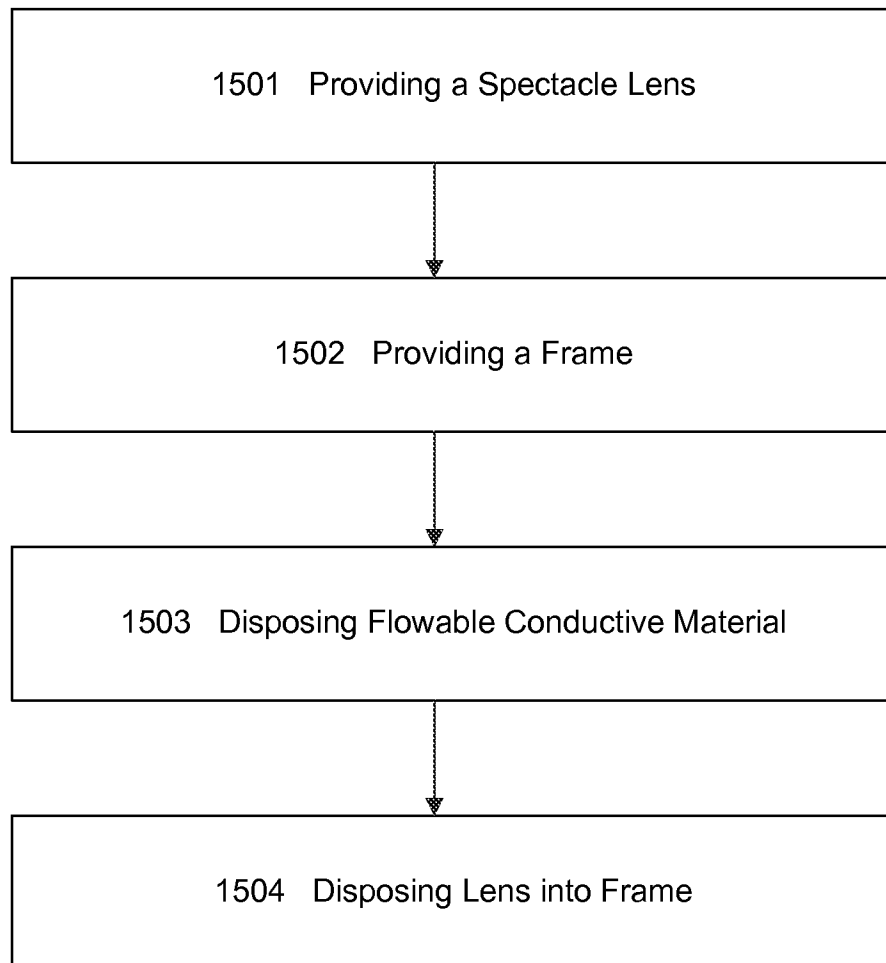 1501 Providing a Spectacle Lens
1502 Providing a Frame
1503 Disposing Flowable Conductive Material
1504 Disposing Lens into Frame